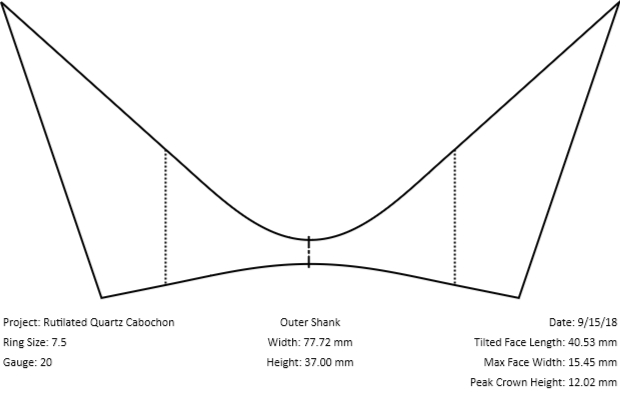 Project: Rutilated Quartz Cabochon
Ring Size: 7.5
Gauge: 20
Outer Shank
Width: 77.72 mm
Height: 37.00 mm
Date: 9/15/18
Tilted Face Length: 40.53 mm
Max Face Width: 15.45 mm
Peak Crown Height: 12.02 mm